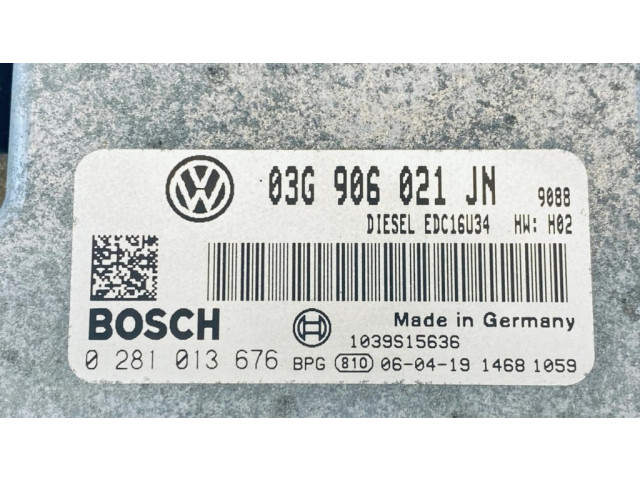 03G 906 021 JN 9088
DIESEL EDC16U34 HW: H02
BOSCH
Made in Germany
1039S15636
0 281 013 676 BPG 810 06-04-19 1468 1059